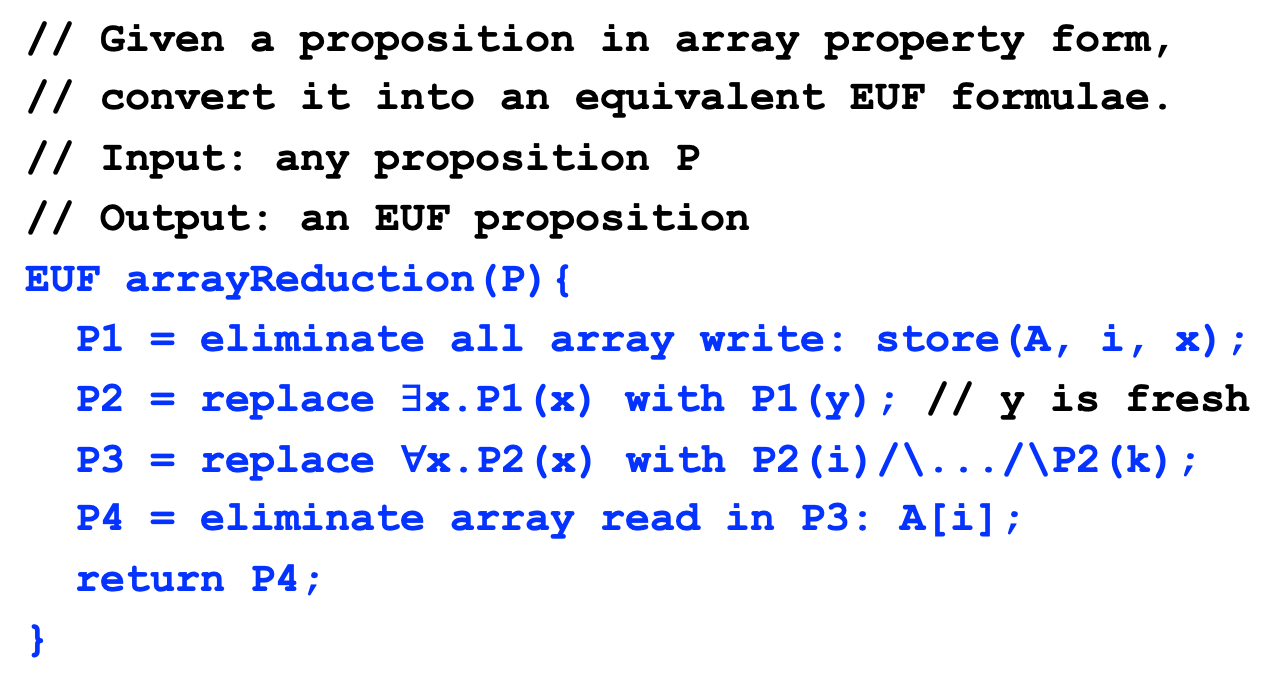 // Given a proposition in array property form,
// convert it into an equivalent EUF formulae.
// Input: any proposition P
// Output: an EUF proposition
EUF arrayReduction(P){
  P1 = eliminate all array write: store(A, i, x);
  P2 = replace ∃x.P1(x) with P1(y); // y is fresh
  P3 = replace ∀x.P2(x) with P2(i)/\.../\P2(k);
  P4 = eliminate array read in P3: A[i];
  return P4;
}